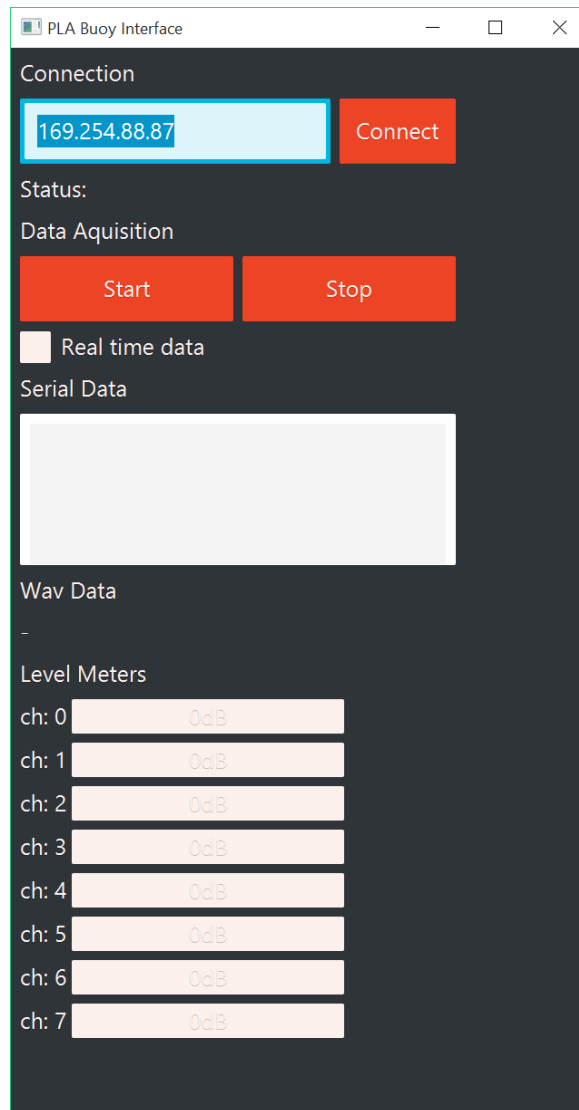 PLA Buoy Interface
Connection
169.254.88.87 Connect
Status:
Data Aquisition
Start Stop
Real time data
Serial Data
Wav Data
-
Level Meters
ch: 0 0dB
ch: 1 0dB
ch: 2 0dB
ch: 3 0dB
ch: 4 0dB
ch: 5 0dB
ch: 6 0dB
ch: 7 0dB